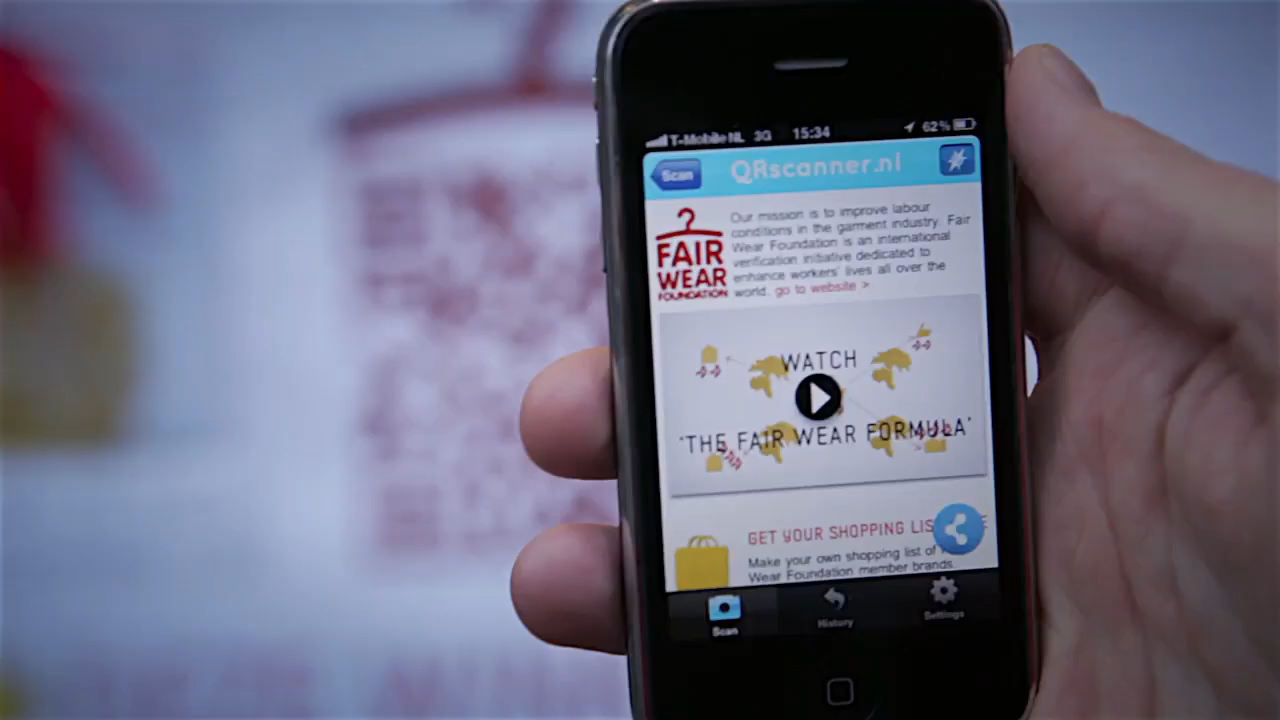 T-Mobile NL 3G 15:34 62%
Scan
QRscanner.nl
FAIR
WEAR
FOUNDATION
Our mission is to improve labour
conditions in the garment industry. Fair
Wear Foundation is an international
verification initiative dedicated to
enhance workers' lives all over the
world. go to website >
WATCH
'THE FAIR WEAR FORMULA'
GET YOUR SHOPPING
Make your own shopping list of
Wear Foundation member brands.
Scan
History
Settings